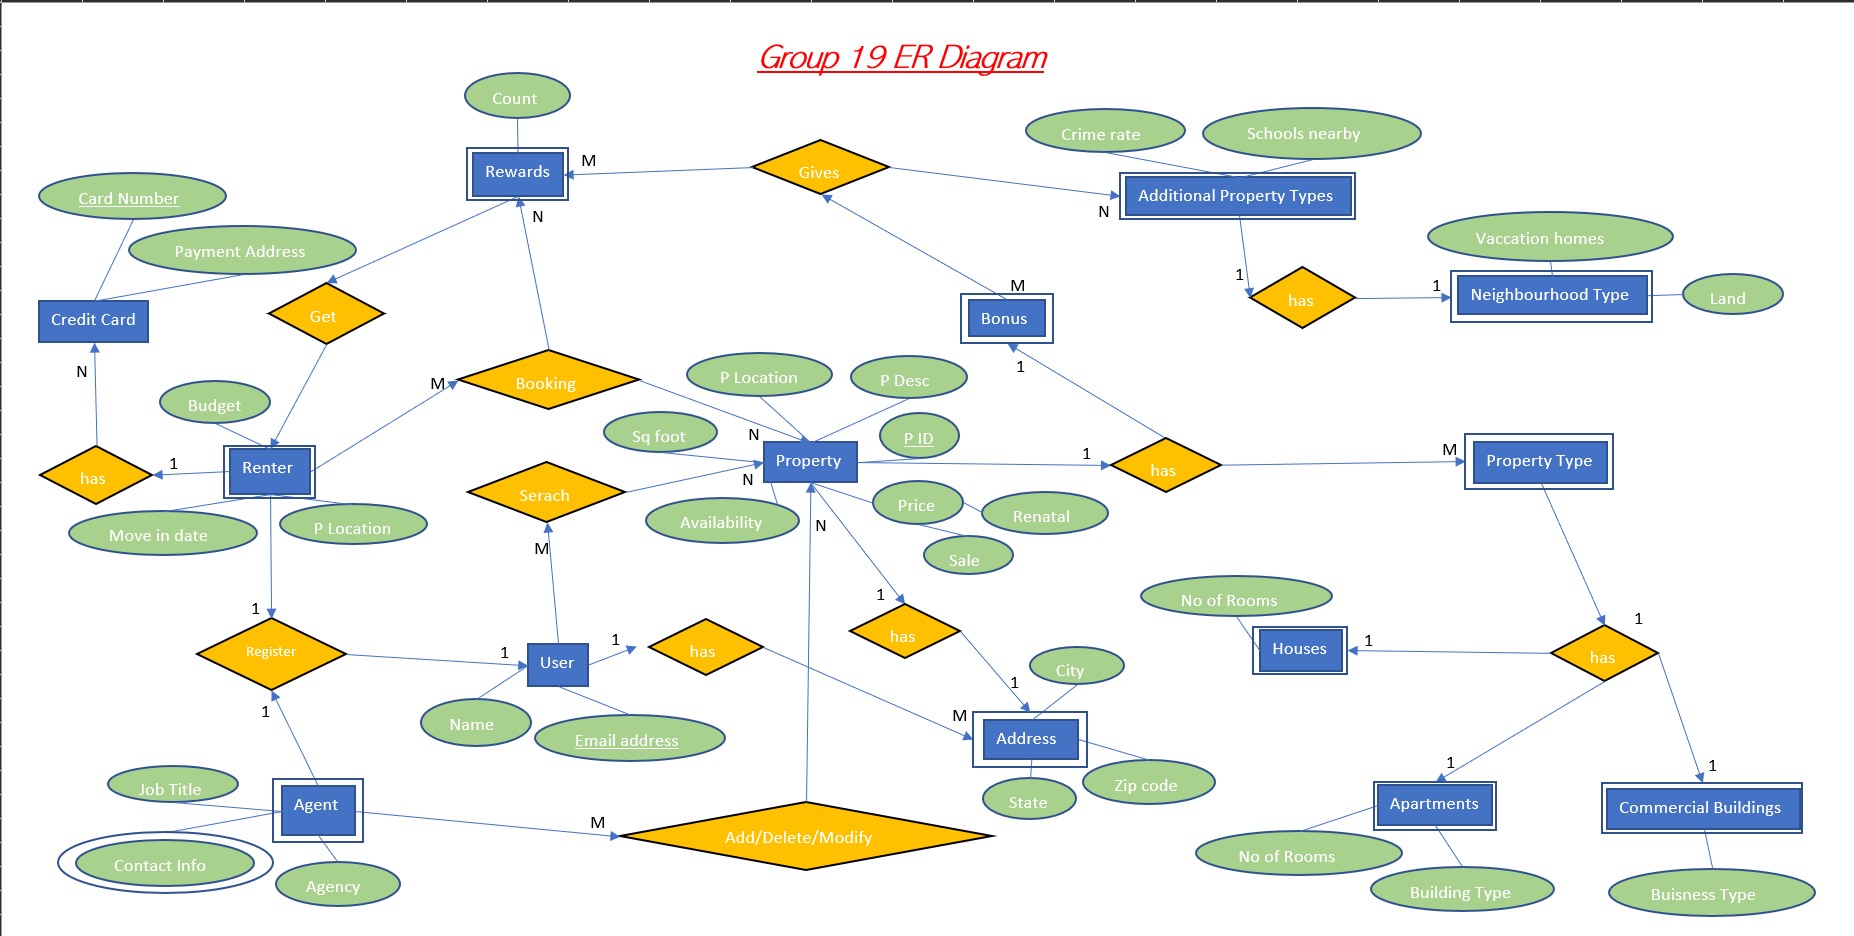 Group 19 ER Diagram
Count
Crime rate
Schools nearby
M
Gives
Rewards
Additional Property Types
Card Number
N
N
Payment Address
Vaccation homes
1
1
M
Neighbourhood Type
Land
has
Credit Card
Get
Bonus
N
1
M
Booking
P Location
P Desc
Budget
Sq foot
N
P ID
1
M
1
Renter
Property
has
Property Type
has
N
Serach
Price
Renatal
Move in date
P Location
Availability
N
M
Sale
1
1
No of Rooms
1
Register
1
User
1
has
has
Houses
1
has
1
City
1
M
Name
Email address
Address
1
1
Job Title
Agent
State
Zip code
Apartments
Commercial Buildings
M
Add/Delete/Modify
Contact Info
Agency
No of Rooms
Building Type
Buisness Type